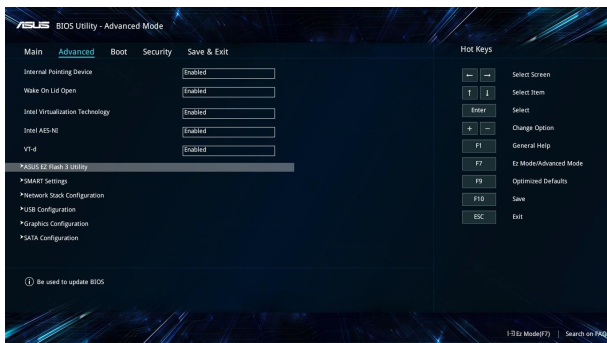 ASUS BIOS Utility - Advanced Mode
Main Advanced Boot Security Save & Exit
Hot Keys
Internal Pointing Device Enabled
Wake On Lid Open Enabled
Intel Virtualization Technology Enabled
Intel AES-NI Enabled
VT-d Enabled
ASUS EZ Flash 3 Utility
SMART Settings
Network Stack Configuration
USB Configuration
Graphics Configuration
SATA Configuration
← → Select Screen
↑ ↓ Select Item
Enter Select
+ − Change Option
F1 General Help
F7 Ez Mode/Advanced Mode
F9 Optimized Defaults
F10 Save
ESC Exit
Be used to update BIOS
Ez Mode(F7) | Search on FAQ